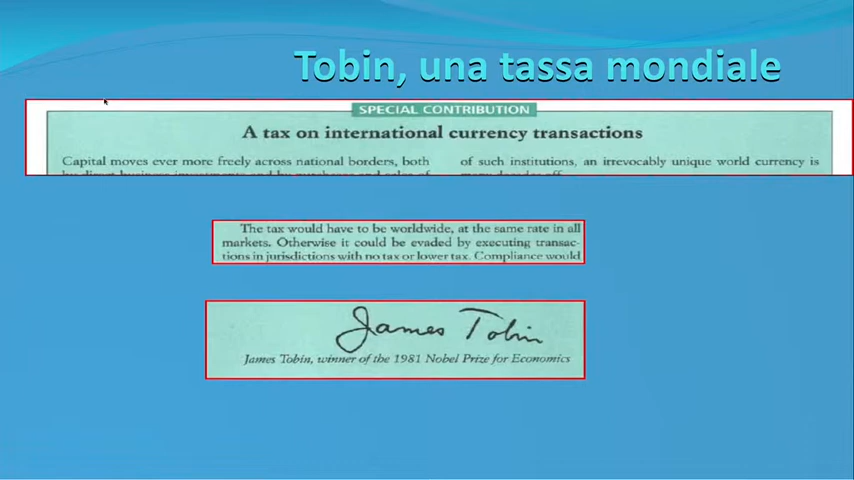 Tobin, una tassa mondiale
SPECIAL CONTRIBUTION
A tax on international currency transactions
Capital moves ever more freely across national borders, both
of such institutions, an irrevocably unique world currency is
The tax would have to be worldwide, at the same rate in all
markets. Otherwise it could be evaded by executing transac-
tions in jurisdictions with no tax or lower tax. Compliance would
James Tobin
James Tobin, winner of the 1981 Nobel Prize for Economics